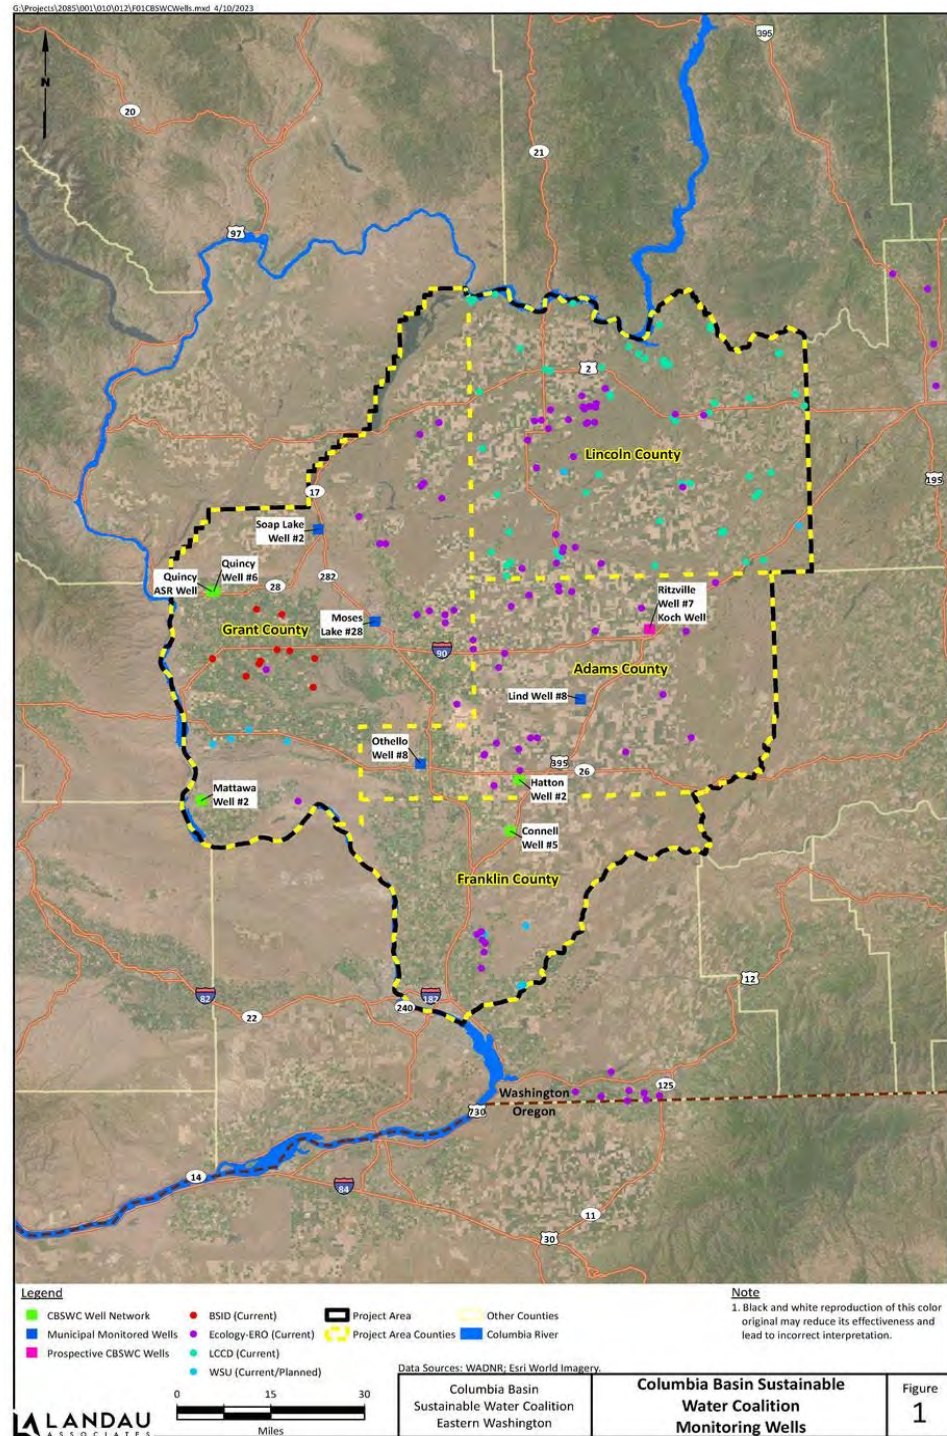 G:\Projects\2085\001\010\012\F01CBSWCWells.mxd 4/10/2023
N
395
20
21
97
2
Lincoln County
195
17
Soap Lake
Well #2
Quincy
Well #6
Quincy
ASR Well
28
282
Ritzville
Well #7
Koch Well
Moses
Lake #28
Grant County
90
Adams County
Lind Well #8
Othello
Well #8
395
26
Mattawa
Well #2
Hatton
Well #2
Connell
Well #5
Franklin County
12
82
182
240
22
125
Washington
Oregon
730
14
84
11
30
Legend
CBSWC Well Network
Municipal Monitored Wells
Prospective CBSWC Wells
BSID (Current)
Ecology-ERO (Current)
LCCD (Current)
WSU (Current/Planned)
Project Area
Project Area Counties
Other Counties
Columbia River
Note
1. Black and white reproduction of this color
original may reduce its effectiveness and
lead to incorrect interpretation.
Data Sources: WADNR; Esri World Imagery.
0 15 30
Miles
LANDAU
ASSOCIATES
Columbia Basin
Sustainable Water Coalition
Eastern Washington
Columbia Basin Sustainable
Water Coalition
Monitoring Wells
Figure
1